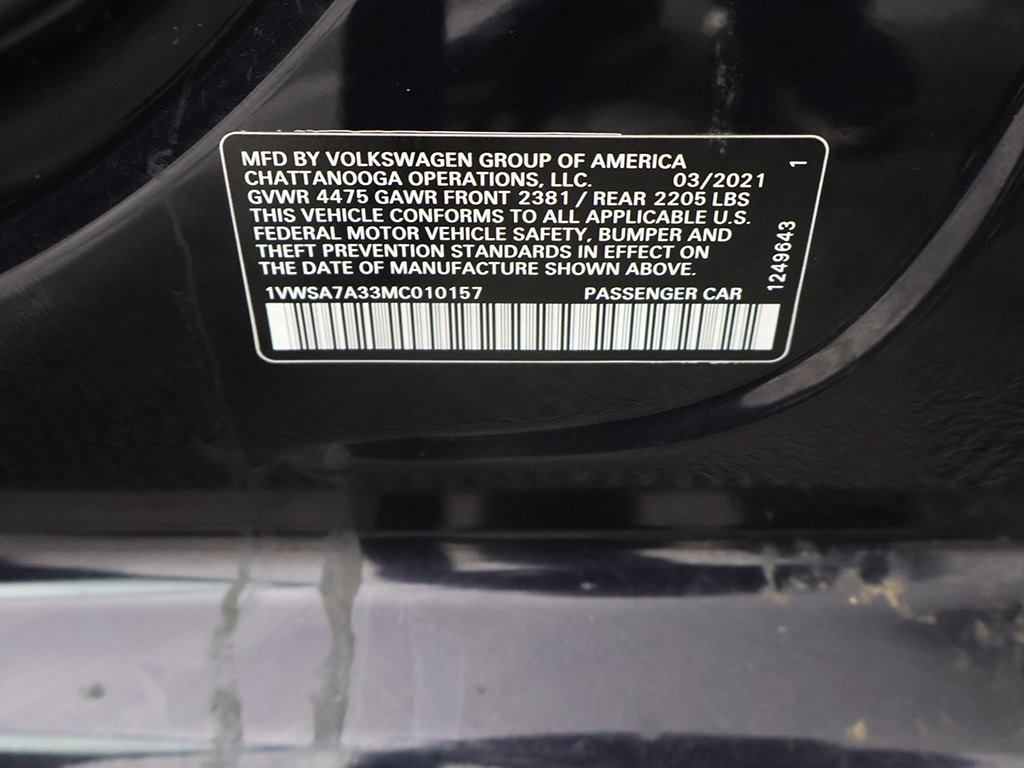 MFD BY VOLKSWAGEN GROUP OF AMERICA
CHATTANOOGA OPERATIONS, LLC. 03/2021
GVWR 4475 GAWR FRONT 2381 / REAR 2205 LBS
THIS VEHICLE CONFORMS TO ALL APPLICABLE U.S.
FEDERAL MOTOR VEHICLE SAFETY, BUMPER AND
THEFT PREVENTION STANDARDS IN EFFECT ON
THE DATE OF MANUFACTURE SHOWN ABOVE.
1VWSA7A33MC010157 PASSENGER CAR
1249643
1